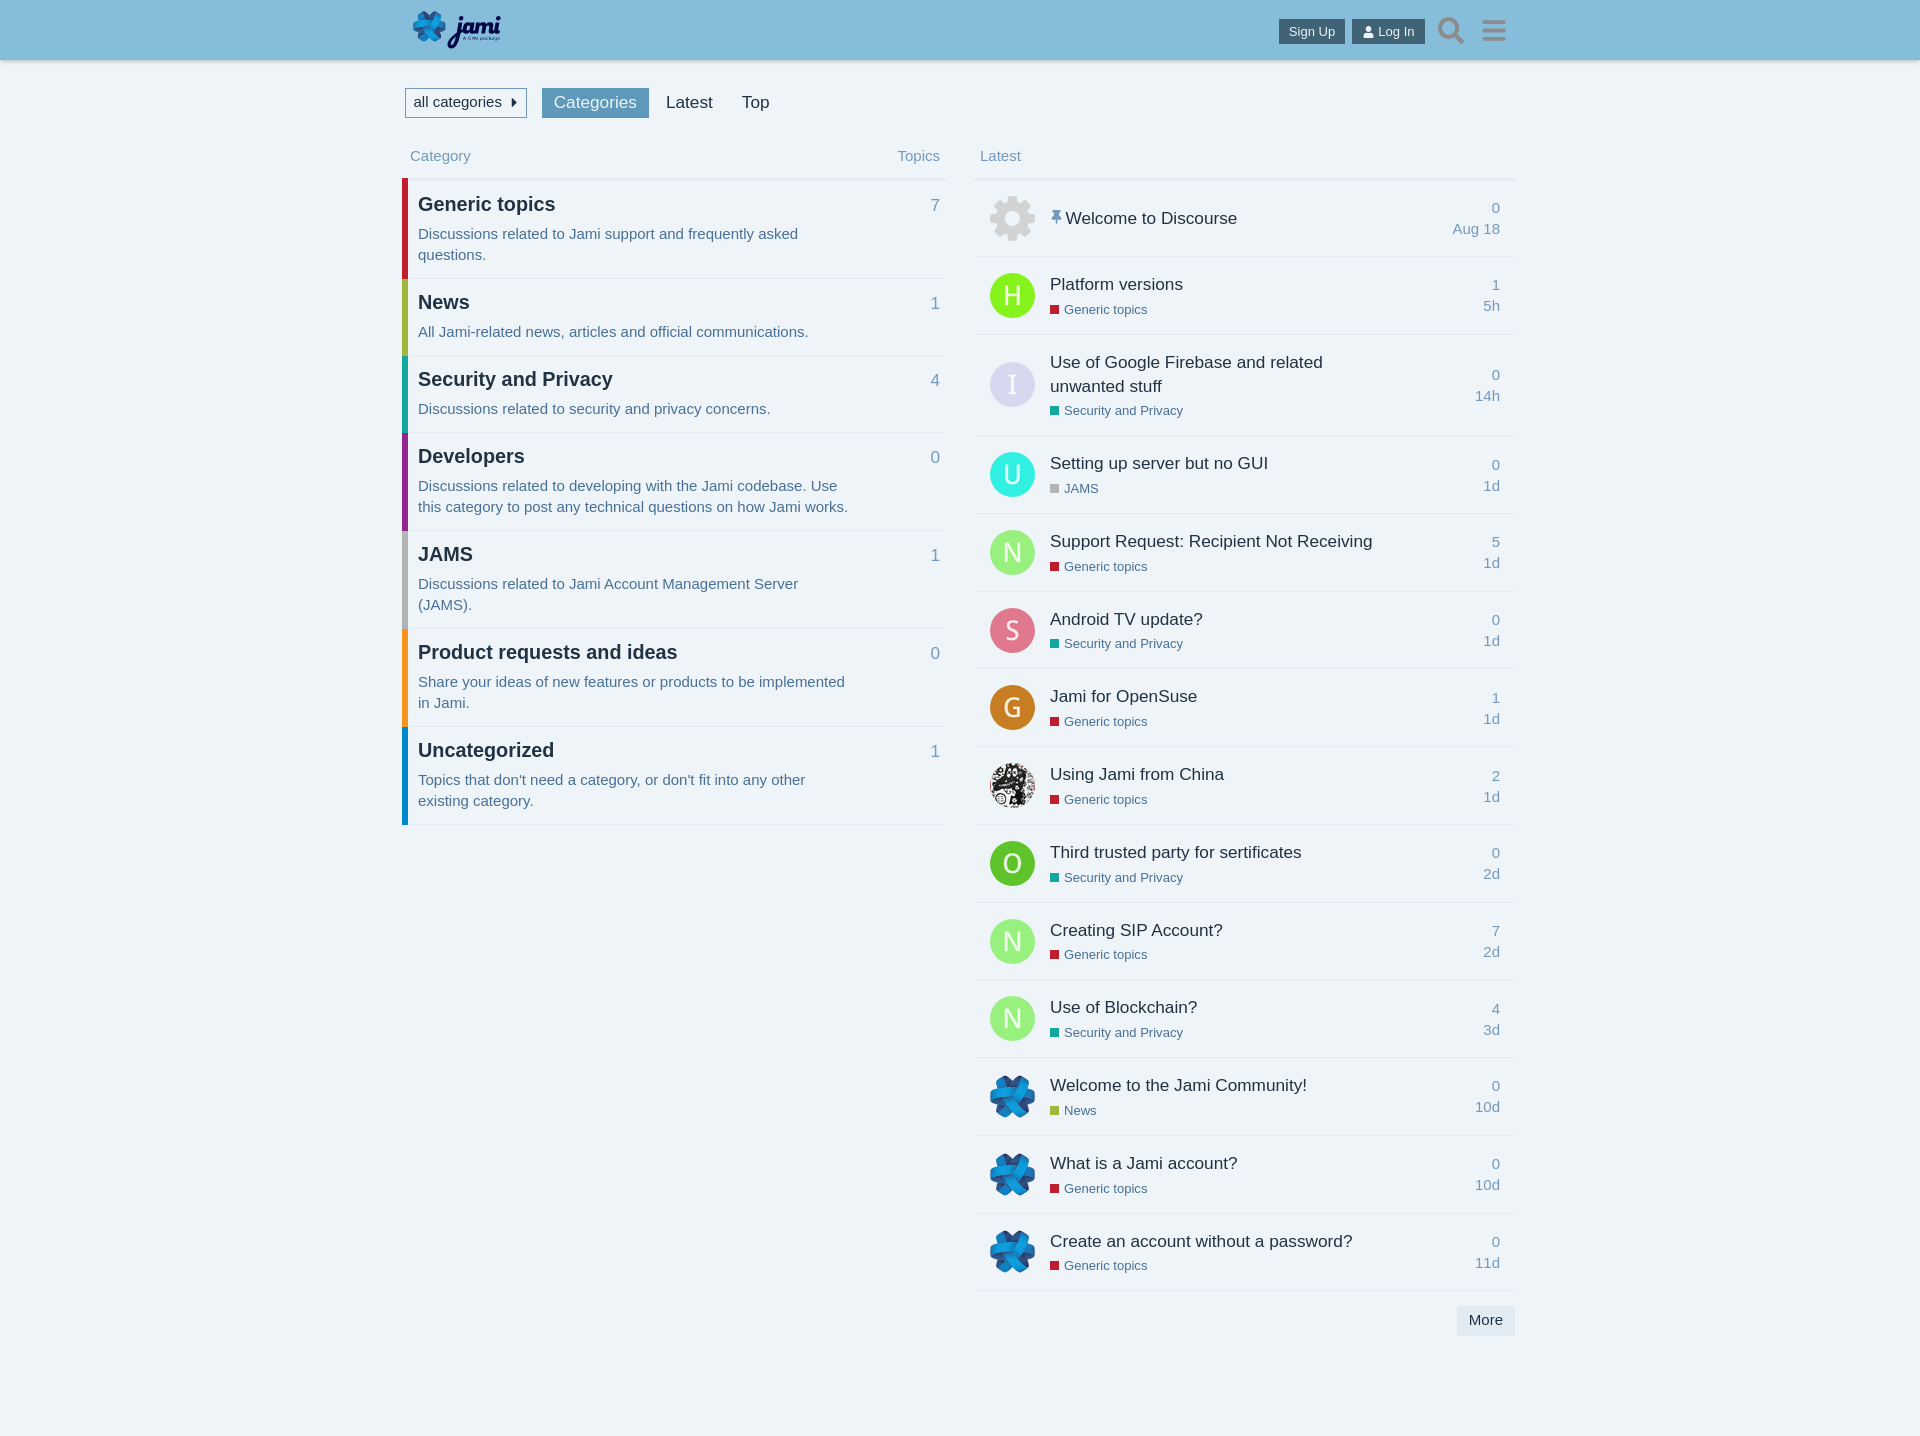 jami
A GNU package
Sign Up
Log In
all categories
Categories
Latest
Top
Category
Topics
Generic topics
7
Discussions related to Jami support and frequently asked
questions.
News
1
All Jami-related news, articles and official communications.
Security and Privacy
4
Discussions related to security and privacy concerns.
Developers
0
Discussions related to developing with the Jami codebase. Use
this category to post any technical questions on how Jami works.
JAMS
1
Discussions related to Jami Account Management Server
(JAMS).
Product requests and ideas
0
Share your ideas of new features or products to be implemented
in Jami.
Uncategorized
1
Topics that don't need a category, or don't fit into any other
existing category.
Latest
Welcome to Discourse
0
Aug 18
H
Platform versions
Generic topics
1
5h
I
Use of Google Firebase and related
unwanted stuff
Security and Privacy
0
14h
U
Setting up server but no GUI
JAMS
0
1d
N
Support Request: Recipient Not Receiving
Generic topics
5
1d
S
Android TV update?
Security and Privacy
0
1d
G
Jami for OpenSuse
Generic topics
1
1d
Using Jami from China
Generic topics
2
1d
O
Third trusted party for sertificates
Security and Privacy
0
2d
N
Creating SIP Account?
Generic topics
7
2d
N
Use of Blockchain?
Security and Privacy
4
3d
Welcome to the Jami Community!
News
0
10d
What is a Jami account?
Generic topics
0
10d
Create an account without a password?
Generic topics
0
11d
More